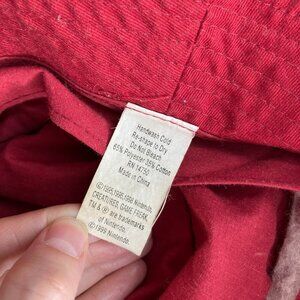 Handwash Cold
Re-shape to Dry
Do Not Bleach
65% Polyester 35% Cotton
RN 14750
Made in China
© 1995,1996,1998 Nintendo,
CREATURES, GAME FREAK.
TM & ® are trademarks
of Nintendo.
© 1999 Nintendo.